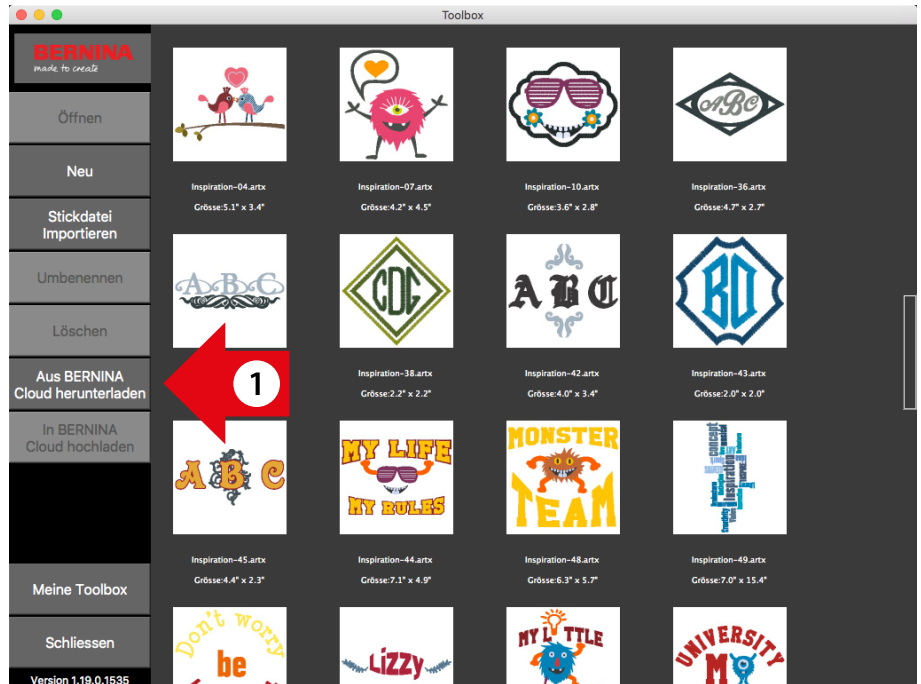 Toolbox
BERNINA
made to create
Öffnen
Neu
Stickdatei
Importieren
Umbenennen
Löschen
Aus BERNINA
Cloud herunterladen
In BERNINA
Cloud hochladen
Meine Toolbox
Schliessen
Version 1.19.0.1535
1
ABC
Inspiration-04.artx
Inspiration-07.artx
Inspiration-10.artx
Inspiration-36.artx
Grösse:5.1" x 3.4"
Grösse:4.2" x 4.5"
Grösse:3.6" x 2.8"
Grösse:4.7" x 2.7"
A B C
CDG
A B C
BO
Inspiration-38.artx
Inspiration-42.artx
Inspiration-43.artx
Grösse:2.2" x 2.2"
Grösse:4.0" x 3.4"
Grösse:2.0" x 2.0"
A B C
MY LIFE
MY RULES
MONSTER
TEAM
concept
Inspiration
Inspiration-45.artx
Inspiration-44.artx
Inspiration-48.artx
Inspiration-49.artx
Grösse:4.4" x 2.3"
Grösse:7.1" x 4.9"
Grösse:6.3" x 5.7"
Grösse:7.0" x 15.4"
Don't worry
be
Lizzy
MY LITTLE
UNIVERSITY